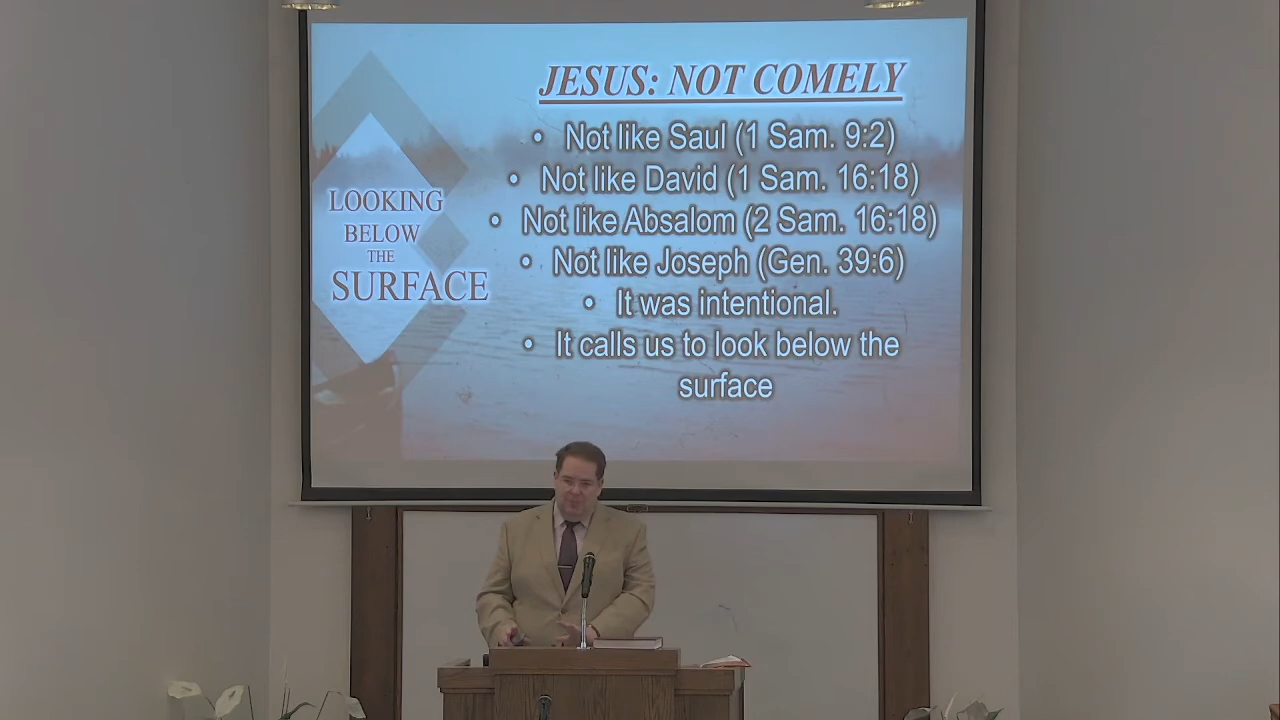 JESUS: NOT COMELY
• Not like Saul (1 Sam. 9:2)
• Not like David (1 Sam. 16:18)
• Not like Absalom (2 Sam. 16:18)
• Not like Joseph (Gen. 39:6)
• It was intentional.
• It calls us to look below the
surface
LOOKING
BELOW
THE
SURFACE